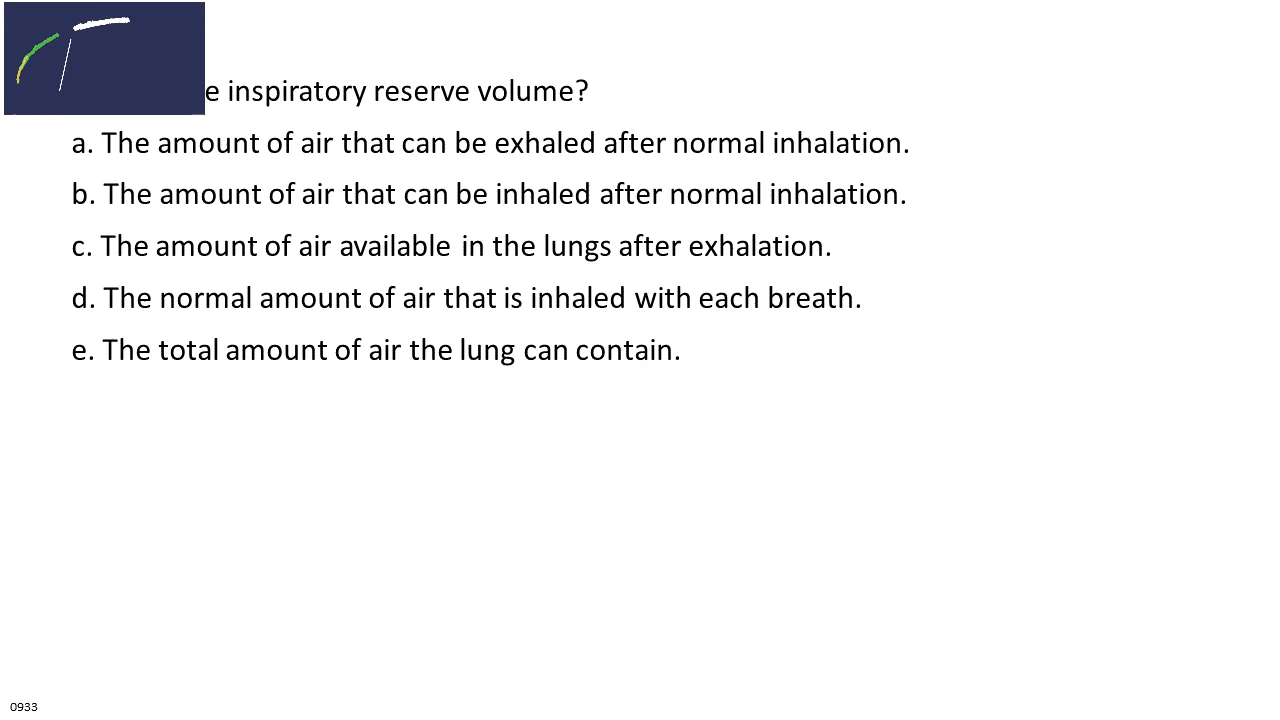 e inspiratory reserve volume?
a. The amount of air that can be exhaled after normal inhalation.
b. The amount of air that can be inhaled after normal inhalation.
c. The amount of air available in the lungs after exhalation.
d. The normal amount of air that is inhaled with each breath.
e. The total amount of air the lung can contain.
0933